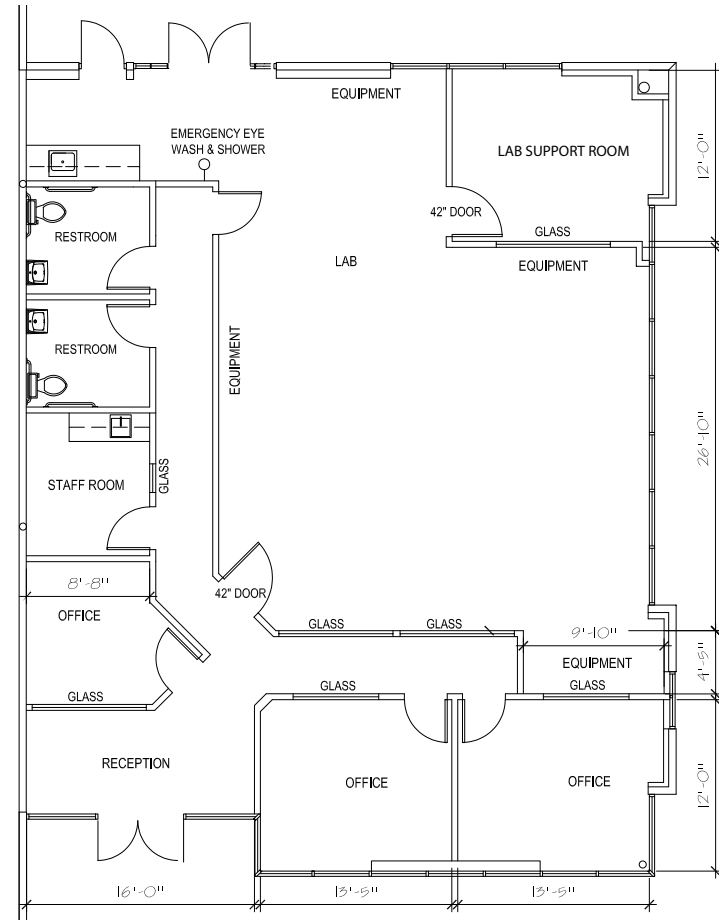 EQUIPMENT
EMERGENCY EYE
WASH & SHOWER
LAB SUPPORT ROOM
12'-0"
42" DOOR
GLASS
RESTROOM
LAB
EQUIPMENT
RESTROOM
EQUIPMENT
26'-10"
STAFF ROOM
GLASS
8'-8"
42" DOOR
OFFICE
GLASS
GLASS
9'-10"
EQUIPMENT
4'-5"
GLASS
GLASS
GLASS
RECEPTION
OFFICE
OFFICE
12'-0"
16'-0"
13'-5"
13'-5"